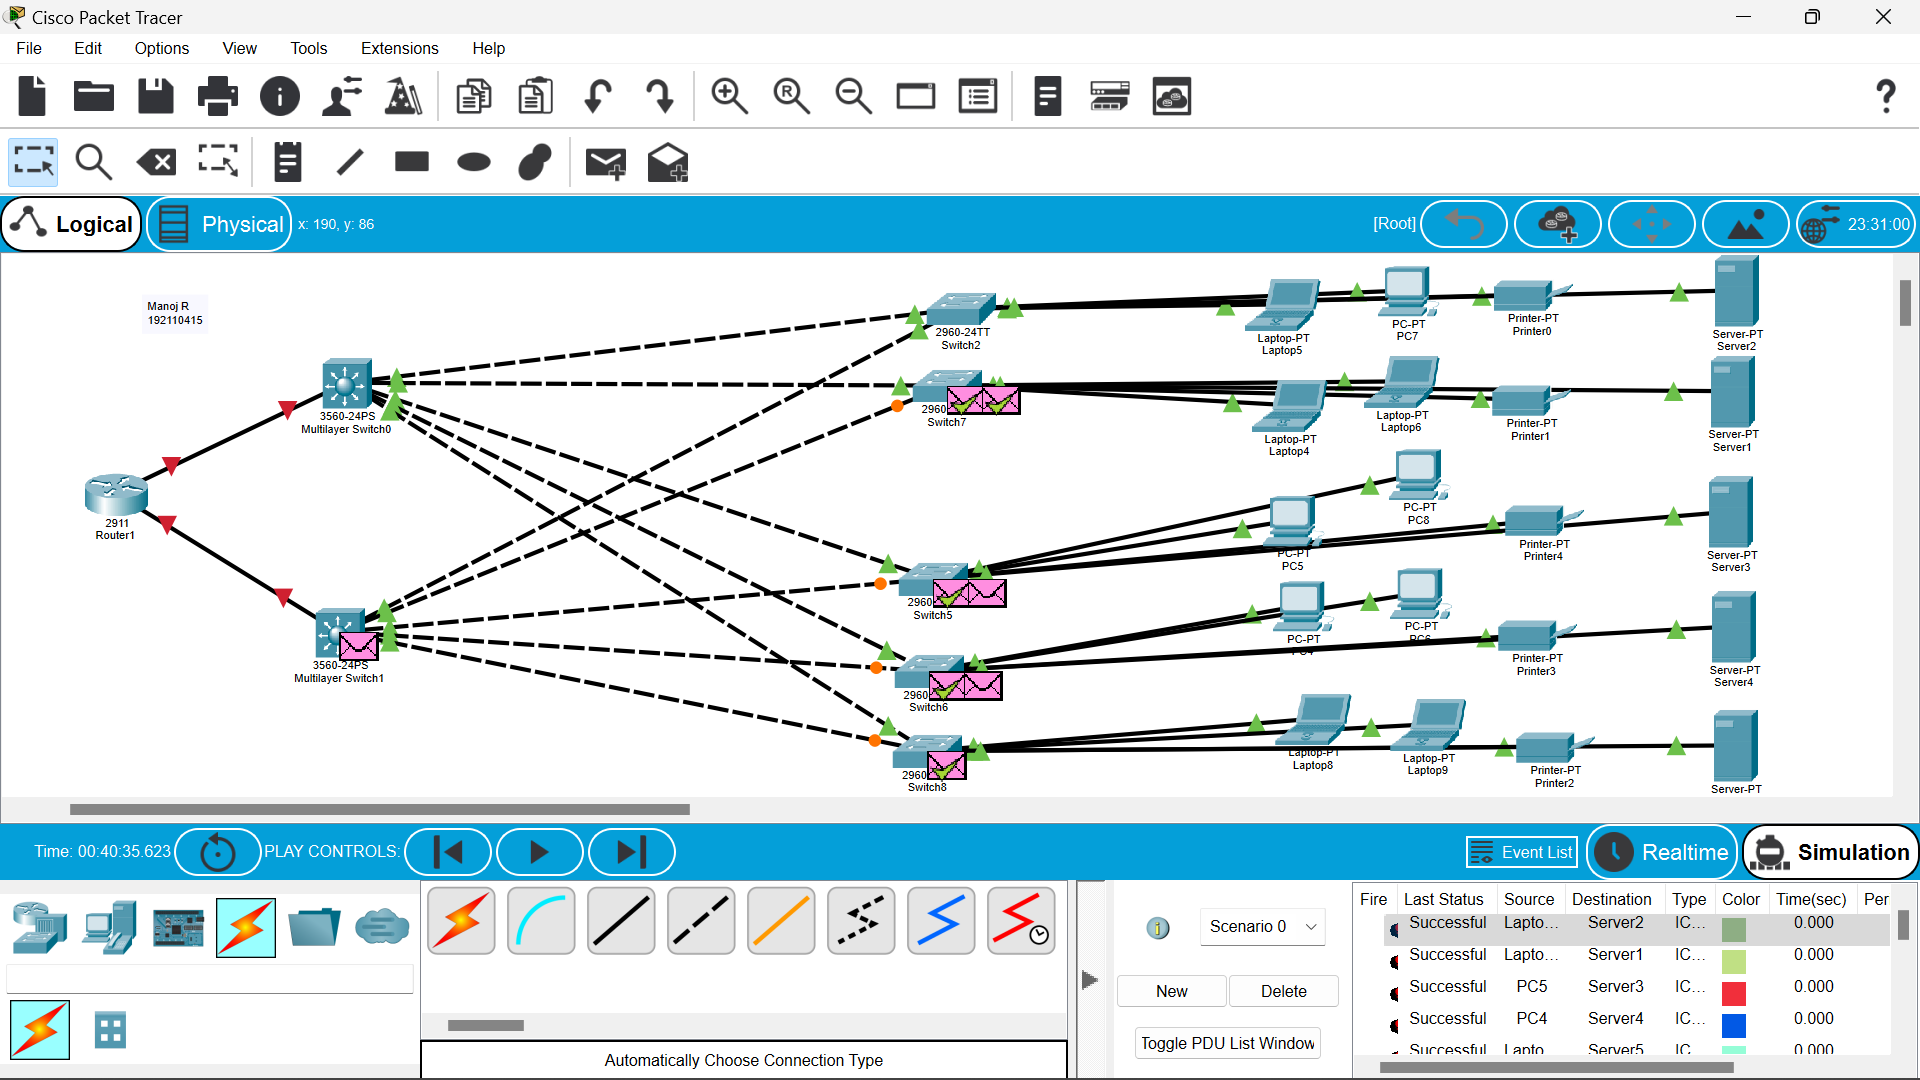 Cisco Packet Tracer
File Edit Options View Tools Extensions Help
Logical Physical x: 190, y: 86 [Root] 23:31:00
Manoj R
192110415
3560-24PS
Multilayer Switch0
2911
Router1
3560-24PS
Multilayer Switch1
2960-24TT
Switch2
2960
Switch7
2960
Switch5
2960
Switch6
2960
Switch8
Laptop-PT
Laptop5
PC-PT
PC7
Printer-PT
Printer0
Server-PT
Server2
Laptop-PT
Laptop4
Laptop-PT
Laptop6
Printer-PT
Printer1
Server-PT
Server1
PC-PT
PC8
PC-PT
PC5
Printer-PT
Printer4
Server-PT
Server3
PC-PT
PC4
PC-PT
PC6
Printer-PT
Printer3
Server-PT
Server4
Laptop-PT
Laptop8
Laptop-PT
Laptop9
Printer-PT
Printer2
Server-PT
Time: 00:40:35.623 PLAY CONTROLS: Event List Realtime Simulation
Scenario 0
New Delete
Toggle PDU List Window
Automatically Choose Connection Type
Fire Last Status Source Destination Type Color Time(sec) Per
Successful Lapto... Server2 IC... 0.000
Successful Lapto... Server1 IC... 0.000
Successful PC5 Server3 IC... 0.000
Successful PC4 Server4 IC... 0.000
Successful Lapto Server5 IC 0.000